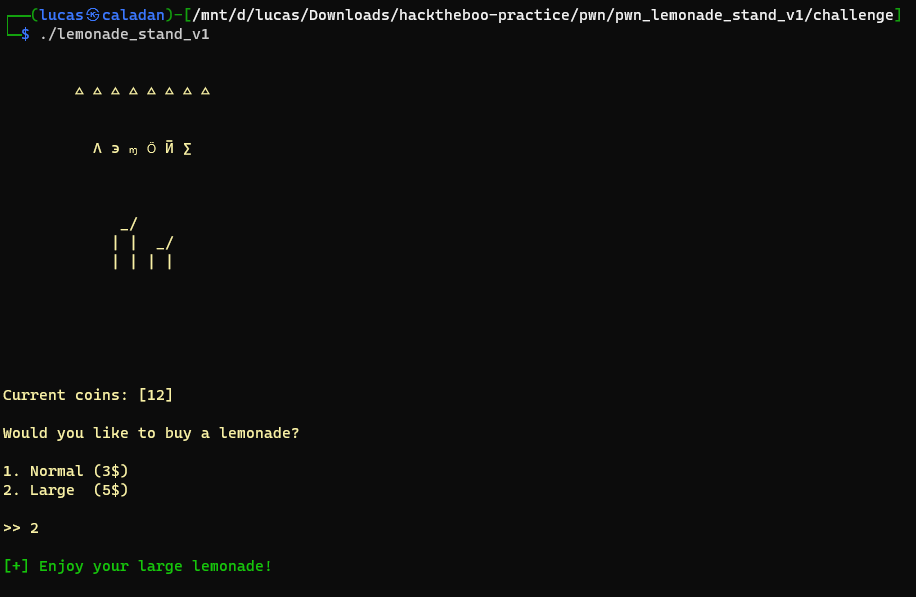 ┌──(lucas㉿caladan)-[/mnt/d/lucas/Downloads/hacktheboo-practice/pwn/pwn_lemonade_stand_v1/challenge]
└─$ ./lemonade_stand_v1
△ △ △ △ △ △ △ △
Λ э ɱ Ö Й Σ
_/
| |  _/
| | | |
Current coins: [12]
Would you like to buy a lemonade?
1. Normal (3$)
2. Large  (5$)
>> 2
[+] Enjoy your large lemonade!